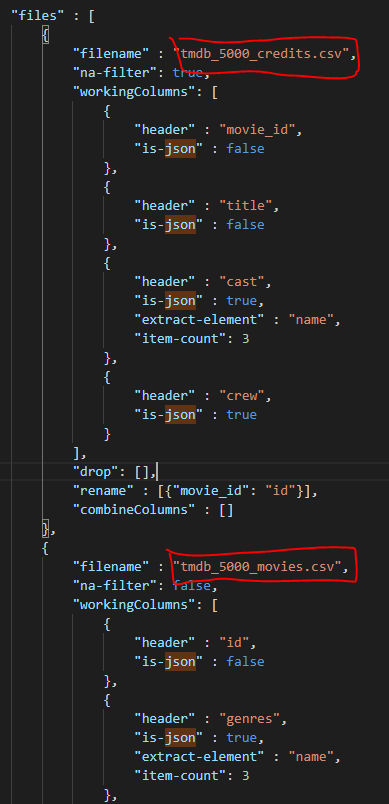 "files" : [
{
"filename" : "tmdb_5000_credits.csv",
"na-filter": true,
"workingColumns": [
{
"header" : "movie_id",
"is-json" : false
},
{
"header" : "title",
"is-json" : false
},
{
"header" : "cast",
"is-json" : true,
"extract-element" : "name",
"item-count": 3
},
{
"header" : "crew",
"is-json" : true
}
],
"drop": [],
"rename" : [{"movie_id": "id"}],
"combineColumns" : []
},
{
"filename" : "tmdb_5000_movies.csv",
"na-filter": false,
"workingColumns": [
{
"header" : "id",
"is-json" : false
},
{
"header" : "genres",
"is-json" : true,
"extract-element" : "name",
"item-count": 3
},